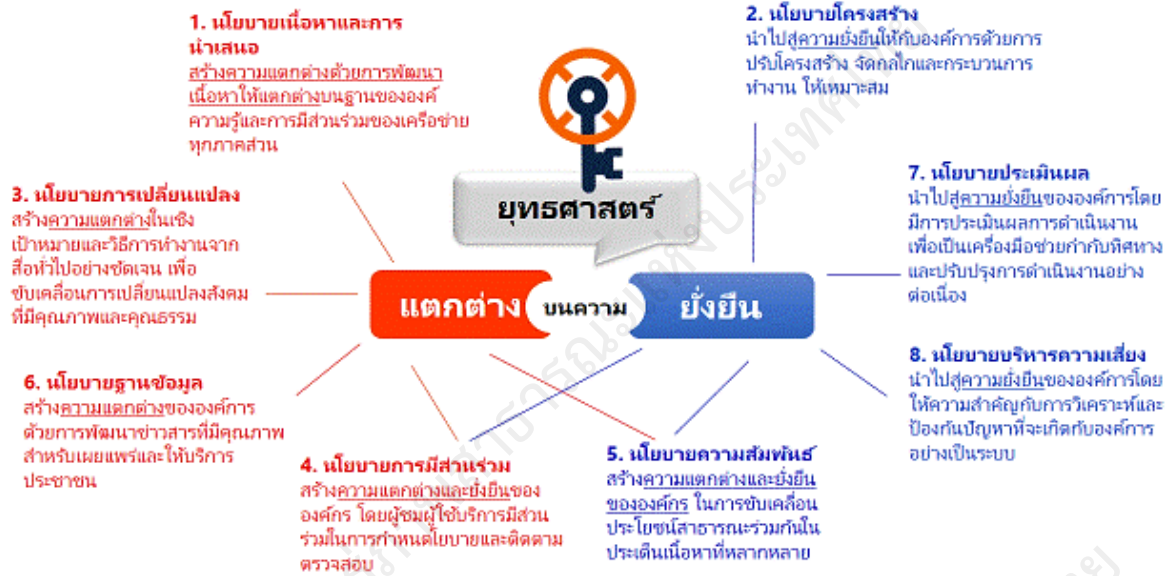 1. นโยบายเนื้อหาและการ
นำเสนอ
สร้างความแตกต่างด้วยการพัฒนา
เนื้อหาให้แตกต่างบนฐานขององค์
ความรู้และการมีส่วนร่วมของเครือข่าย
ทุกภาคส่วน
2. นโยบายโครงสร้าง
นำไปสู่ความยั่งยืนให้กับองค์การด้วยการ
ปรับโครงสร้าง จัดกลไกและกระบวนการ
ทำงาน ให้เหมาะสม
ยุทธศาสตร์
3. นโยบายการเปลี่ยนแปลง
สร้างความแตกต่างในเชิง
เป้าหมายและวิธีการทำงานจาก
สื่อทั่วไปอย่างชัดเจน เพื่อ
ขับเคลื่อนการเปลี่ยนแปลงสังคม
ที่มีคุณภาพและคุณธรรม
7. นโยบายประเมินผล
นำไปสู่ความยั่งยืนขององค์การโดย
มีการประเมินผลการดำเนินงาน
เพื่อเป็นเครื่องมือช่วยกำกับทิศทาง
และปรับปรุงการดำเนินงานอย่าง
ต่อเนื่อง
แตกต่าง บนความ ยั่งยืน
6. นโยบายฐานข้อมูล
สร้างความแตกต่างขององค์การ
ด้วยการพัฒนาข่าวสารที่มีคุณภาพ
สำหรับเผยแพร่และให้บริการ
ประชาชน
4. นโยบายการมีส่วนร่วม
สร้างความแตกต่างและยั่งยืนของ
องค์กร โดยผู้ชมผู้ใช้บริการมีส่วน
ร่วมในการกำหนดโยบายและติดตาม
ตรวจสอบ
5. นโยบายความสัมพันธ์
สร้างความแตกต่างและยั่งยืน
ขององค์กร ในการขับเคลื่อน
ประโยชน์สาธารณะร่วมกันใน
ประเด็นเนื้อหาที่หลากหลาย
8. นโยบายบริหารความเสี่ยง
นำไปสู่ความยั่งยืนขององค์การโดย
ให้ความสำคัญกับการวิเคราะห์และ
ป้องกันปัญหาที่จะเกิดกับองค์การ
อย่างเป็นระบบ